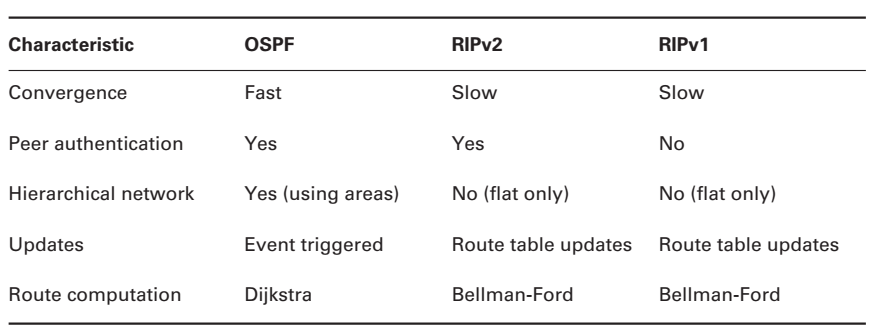 Characteristic OSPF RIPv2 RIPv1
Convergence Fast Slow Slow
Peer authentication Yes Yes No
Hierarchical network Yes (using areas) No (flat only) No (flat only)
Updates Event triggered Route table updates Route table updates
Route computation Dijkstra Bellman-Ford Bellman-Ford